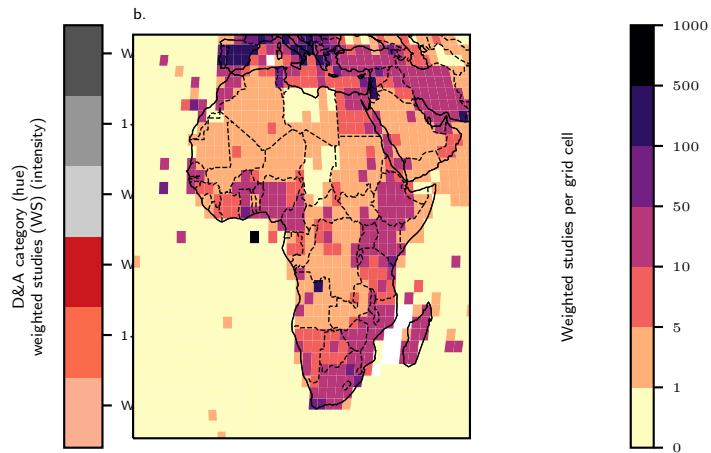 b.
D&A category (hue)
weighted studies (WS) (intensity)
W
1
W
W
1
W
Weighted studies per grid cell
1000
500
100
50
10
5
1
0